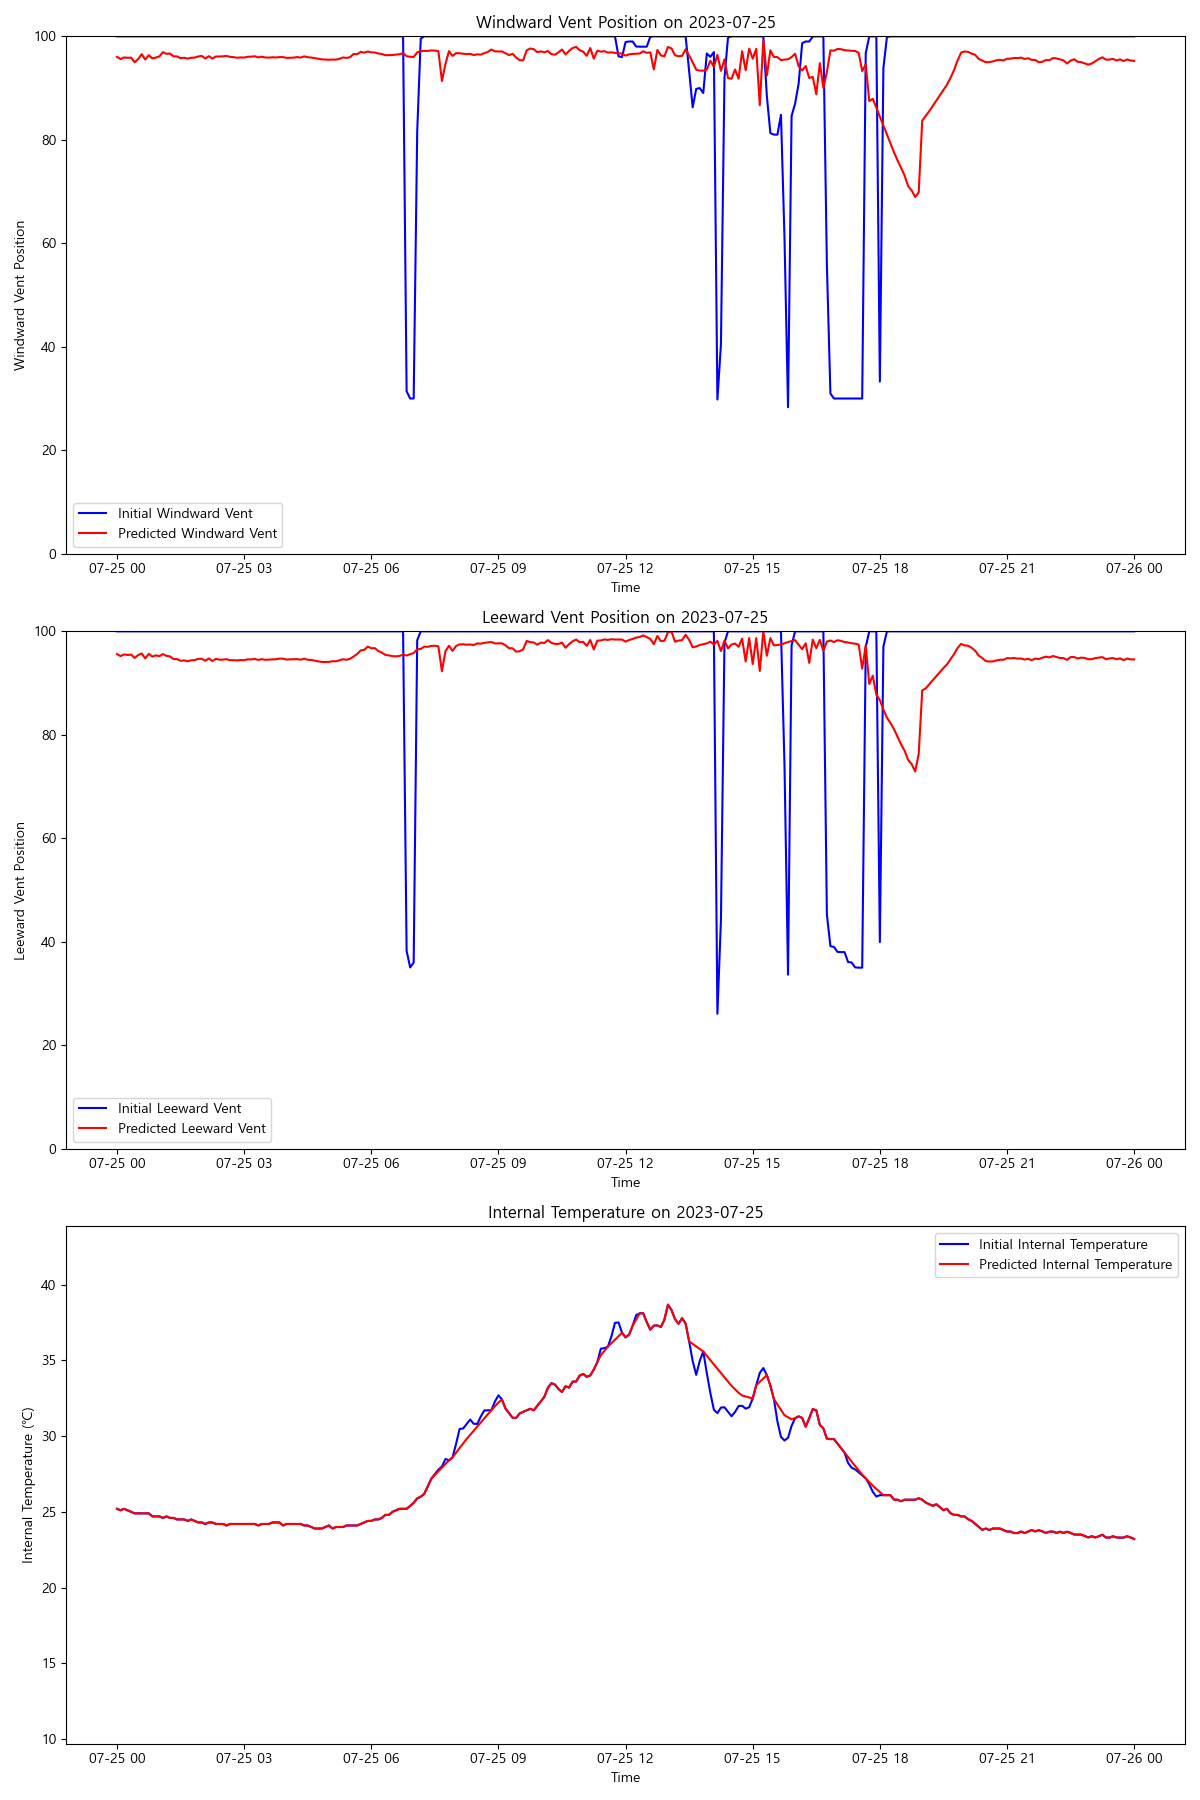 Windward Vent Position on 2023-07-25
100
80
60
40
20
0
Windward Vent Position
Initial Windward Vent
Predicted Windward Vent
07-25 00 07-25 03 07-25 06 07-25 09 07-25 12 07-25 15 07-25 18 07-25 21 07-26 00
Time
Leeward Vent Position on 2023-07-25
100
80
60
40
20
0
Leeward Vent Position
Initial Leeward Vent
Predicted Leeward Vent
07-25 00 07-25 03 07-25 06 07-25 09 07-25 12 07-25 15 07-25 18 07-25 21 07-26 00
Time
Internal Temperature on 2023-07-25
Initial Internal Temperature
Predicted Internal Temperature
40
35
30
25
20
15
10
Internal Temperature (℃)
07-25 00 07-25 03 07-25 06 07-25 09 07-25 12 07-25 15 07-25 18 07-25 21 07-26 00
Time